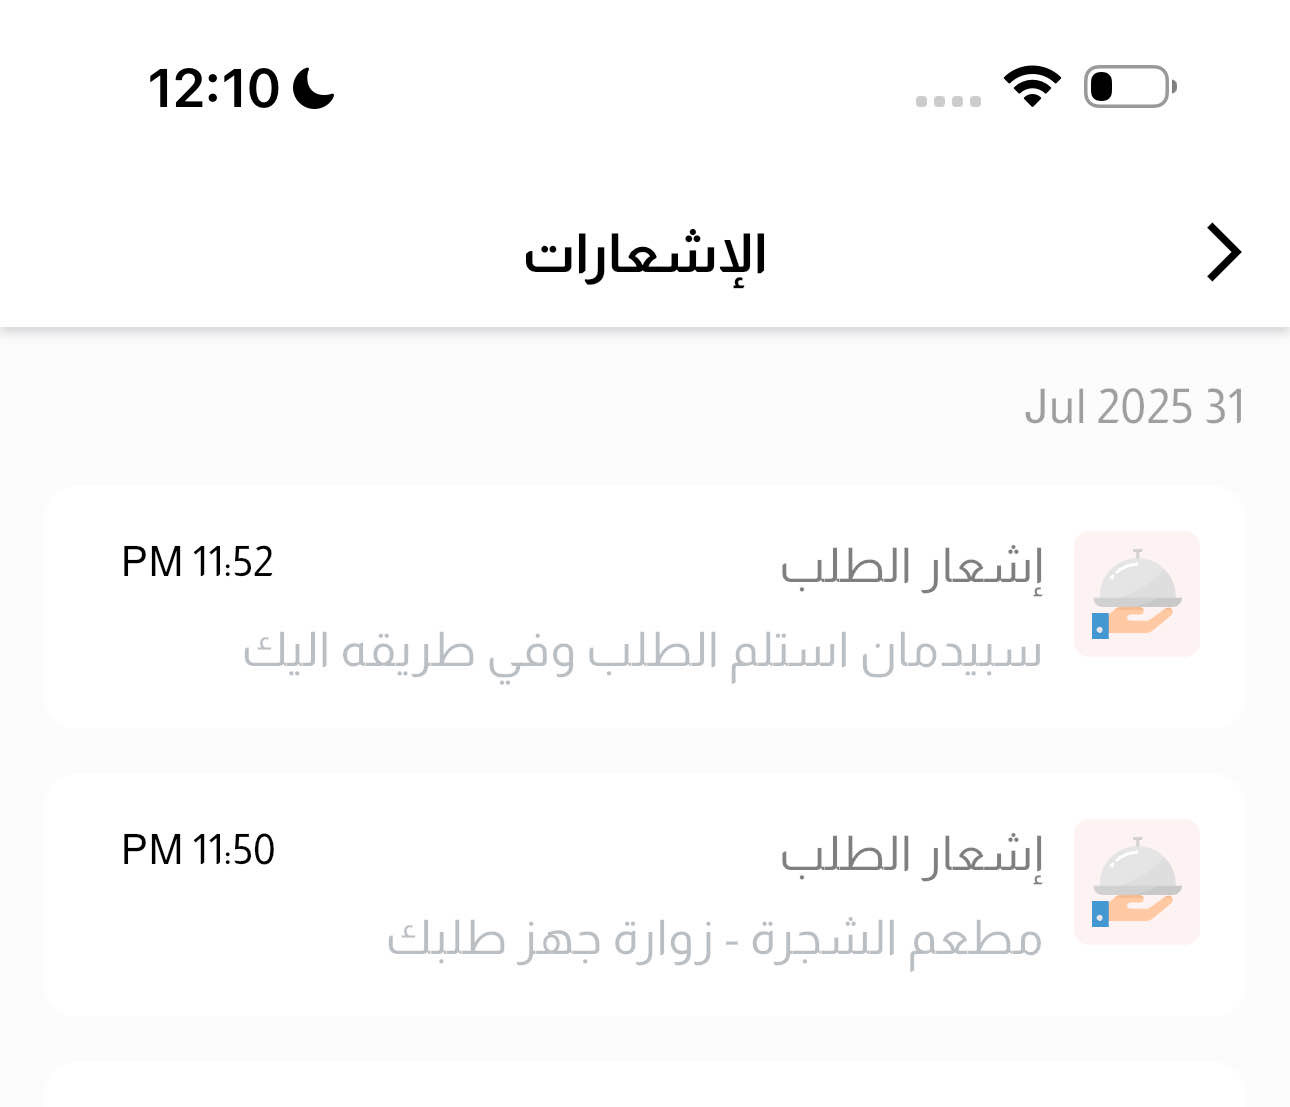 12:10
الإشعارات
31 Jul 2025
إشعار الطلب
11:52 PM
سبيدمان استلم الطلب وفي طريقه اليك
إشعار الطلب
11:50 PM
مطعم الشجرة - زوارة جهز طلبك